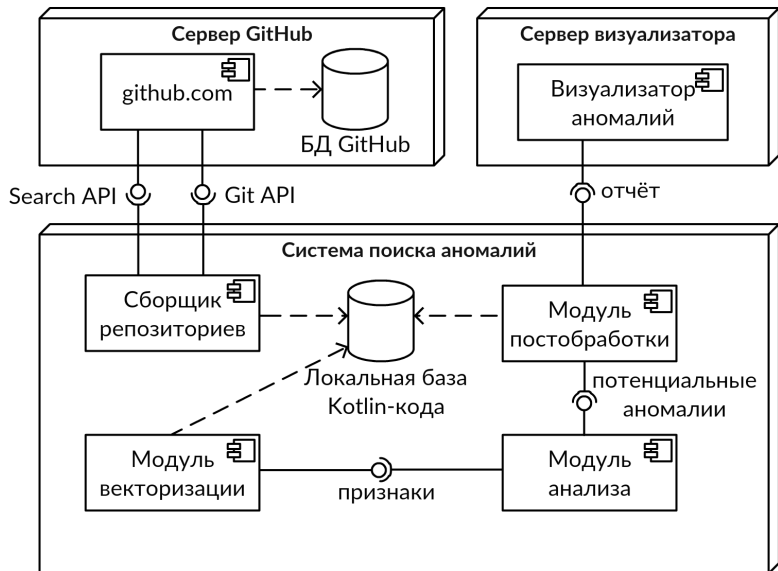 Сервер GitHub
github.com
БД GitHub
Сервер визуализатора
Визуализатор
аномалий
Search API
Git API
отчёт
Система поиска аномалий
Сборщик
репозиториев
Локальная база
Kotlin-кода
Модуль
постобработки
потенциальные
аномалии
Модуль
векторизации
признаки
Модуль
анализа